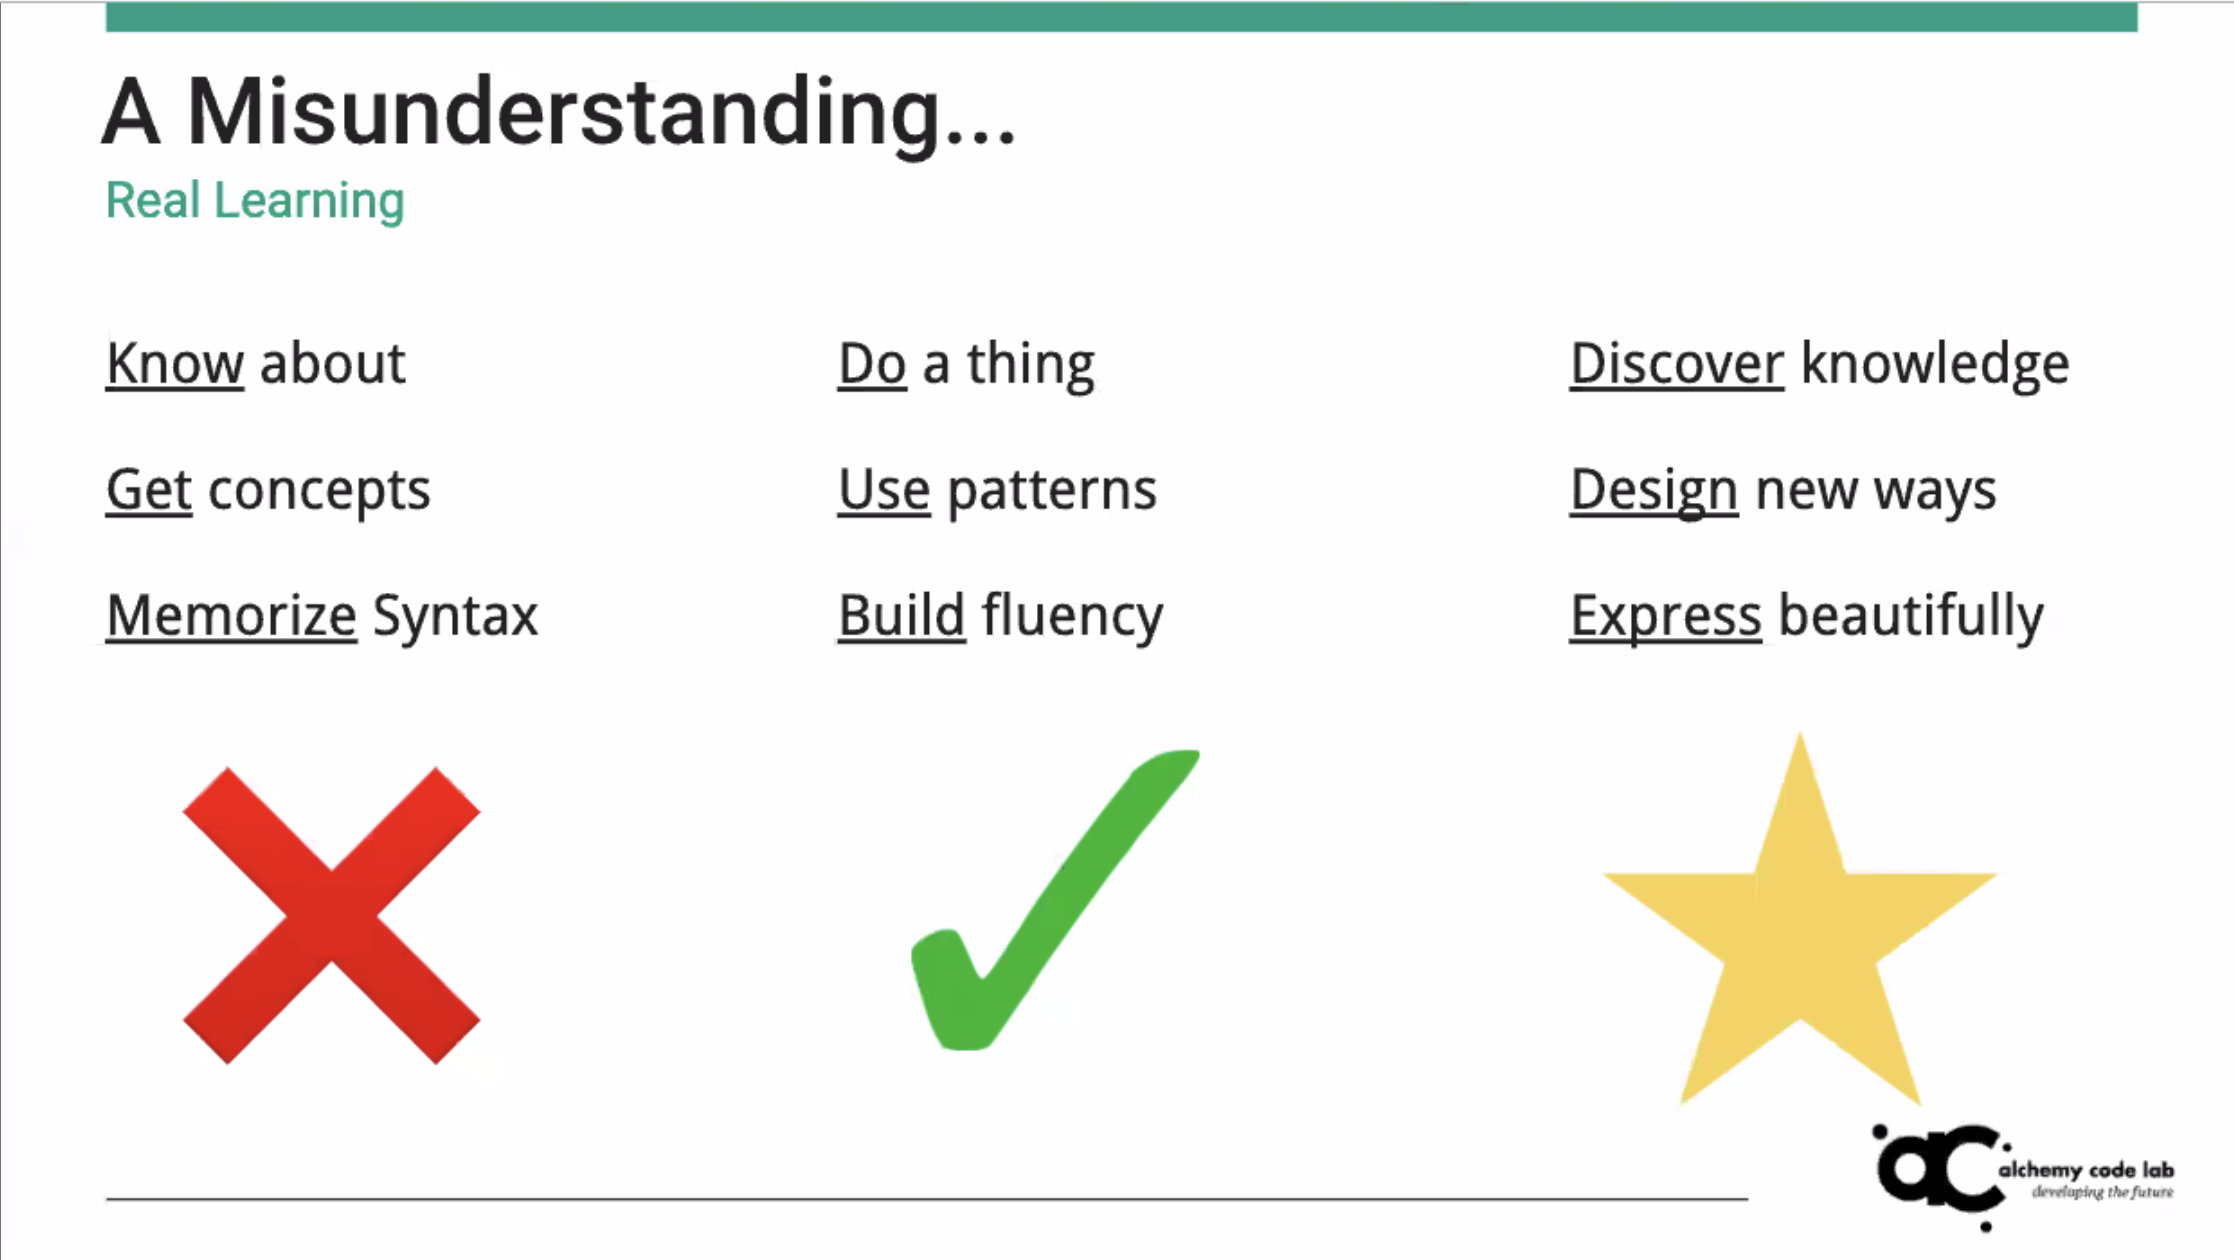 A Misunderstanding...
Real Learning
Know about
Get concepts
Memorize Syntax
Do a thing
Use patterns
Build fluency
Discover knowledge
Design new ways
Express beautifully
ac
alchemy code lab
developing the future